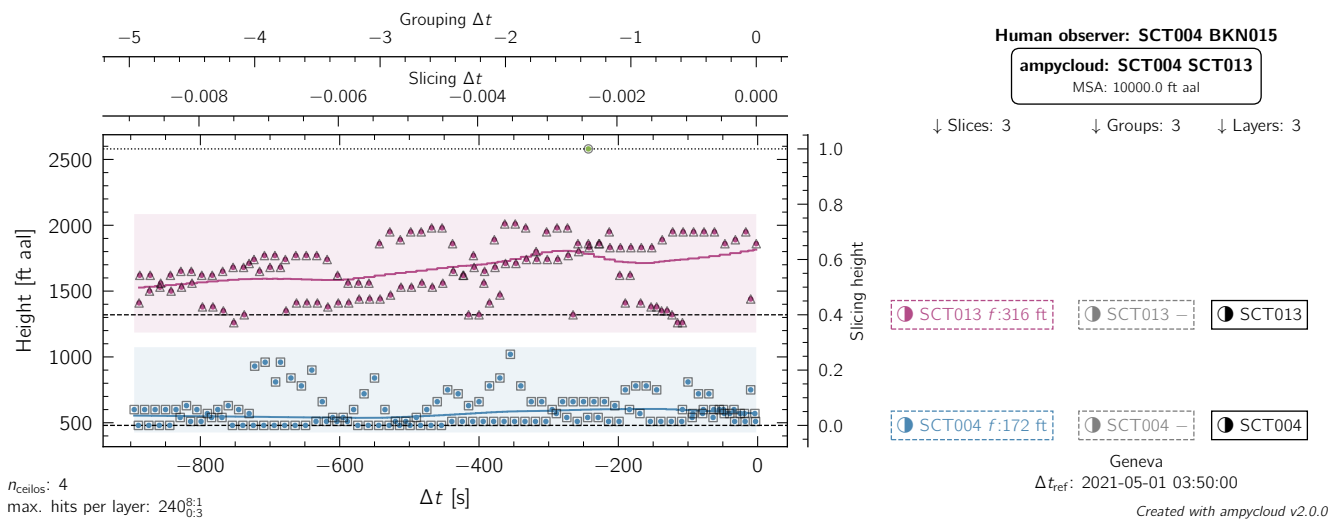 Grouping Δt
−5 −4 −3 −2 −1 0
Slicing Δt
−0.008 −0.006 −0.004 −0.002 0.000
Height [ft aal]
2500
2000
1500
1000
500
Slicing height
1.0
0.8
0.6
0.4
0.2
0.0
−800 −600 −400 −200 0
Δt [s]
n_ceilos: 4
max. hits per layer: 240 8:1 0:3
Human observer: SCT004 BKN015
ampycloud: SCT004 SCT013
MSA: 10000.0 ft aal
↓ Slices: 3 ↓ Groups: 3 ↓ Layers: 3
SCT013 f:316 ft SCT013 − SCT013
SCT004 f:172 ft SCT004 − SCT004
Geneva
Δt_ref: 2021-05-01 03:50:00
Created with ampycloud v2.0.0